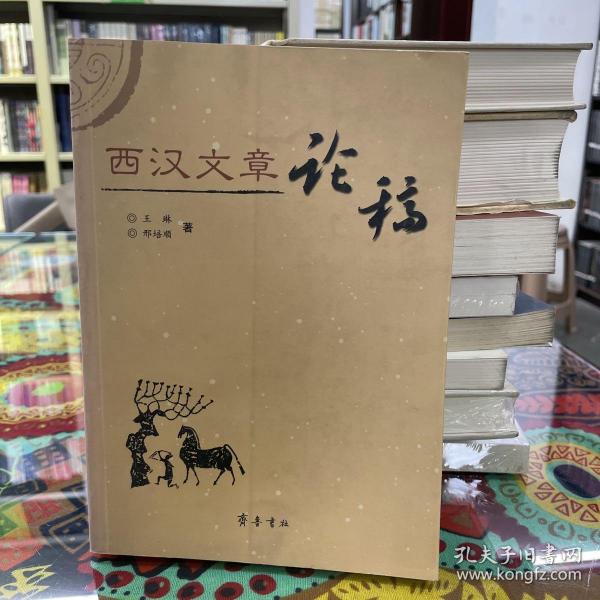 西汉文章论稿
◎ 王琳
◎ 邢培顺
著
齐鲁书社
孔夫子旧书网
www.kongfz.com